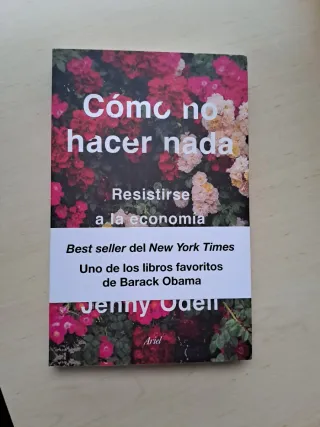 Cómo no
hacer nada
Resistirse
a la economía
Best seller del New York Times
Uno de los libros favoritos
de Barack Obama
Jenny Odell
Ariel